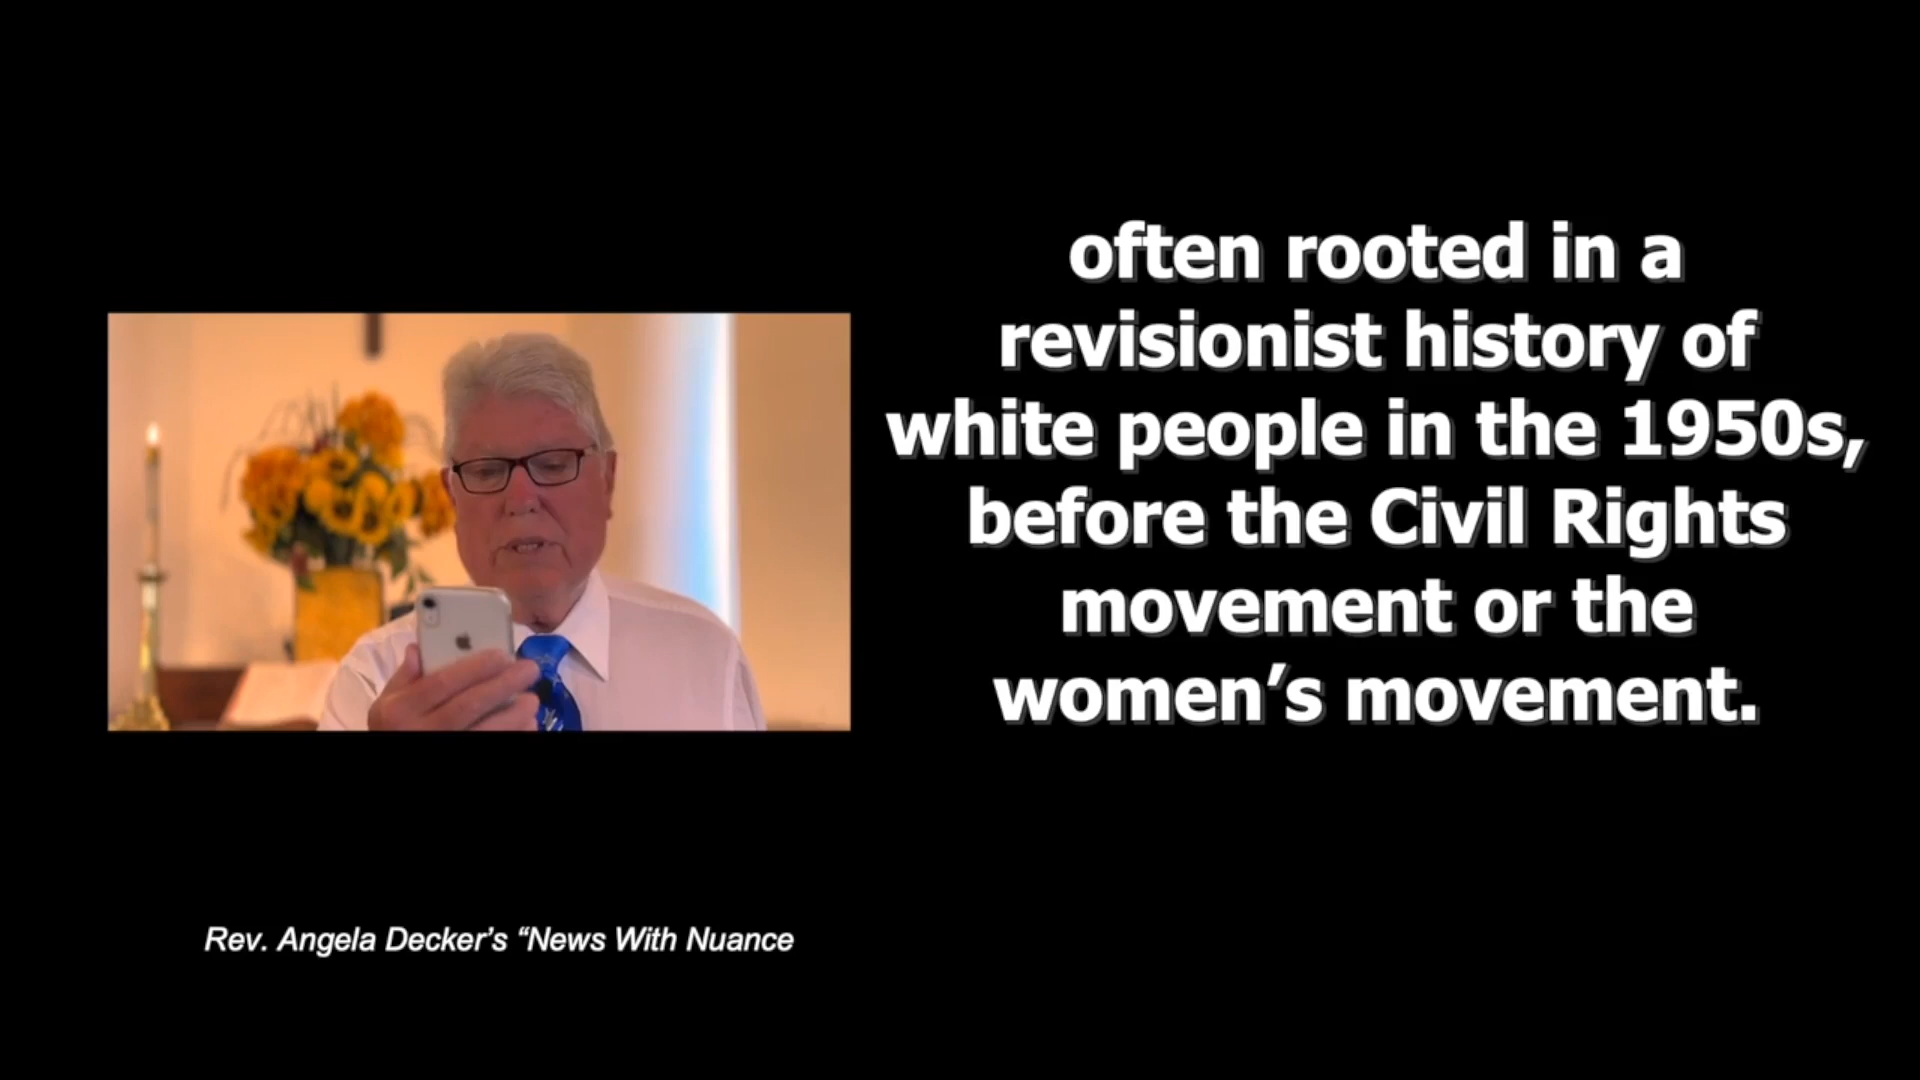 often rooted in a
revisionist history of
white people in the 1950s,
before the Civil Rights
movement or the
women’s movement.
Rev. Angela Decker’s “News With Nuance